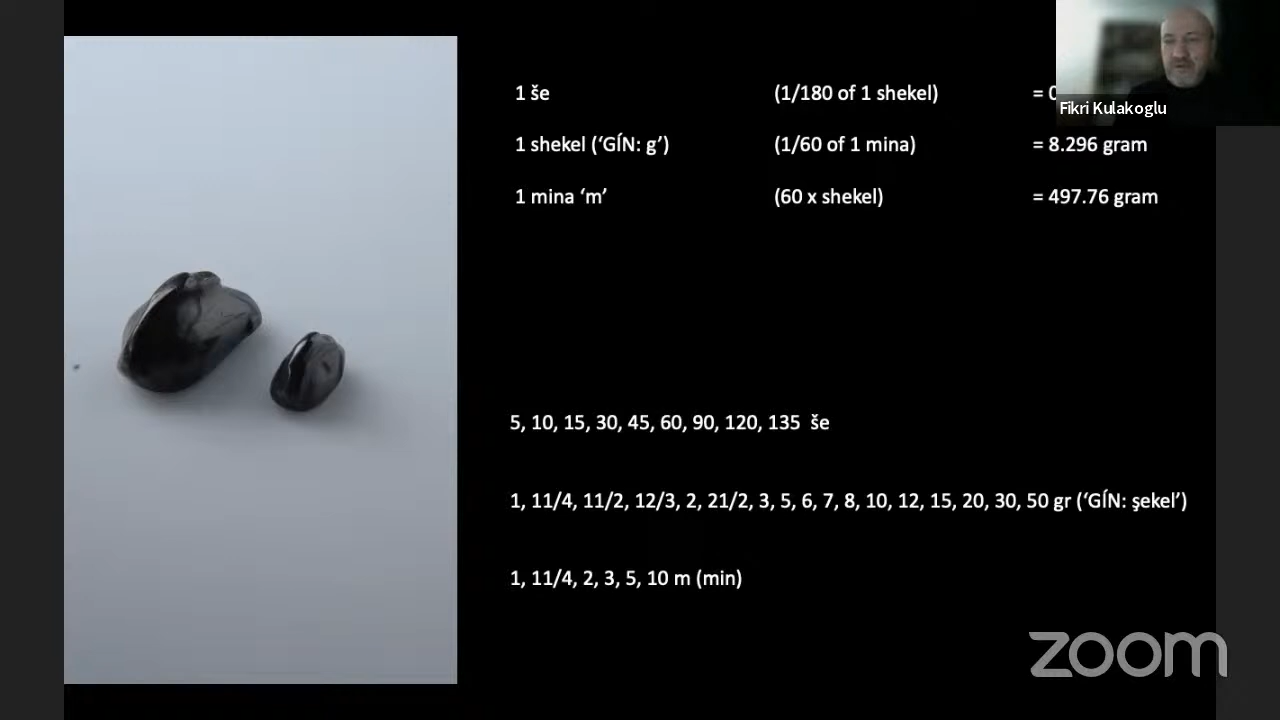 1 še (1/180 of 1 shekel) = 0
1 shekel (‘GÍN: g’) (1/60 of 1 mina) = 8.296 gram
1 mina ‘m’ (60 x shekel) = 497.76 gram
5, 10, 15, 30, 45, 60, 90, 120, 135 še
1, 11/4, 11/2, 12/3, 2, 21/2, 3, 5, 6, 7, 8, 10, 12, 15, 20, 30, 50 gr (‘GÍN: şekel’)
1, 11/4, 2, 3, 5, 10 m (min)
Fikri Kulakoglu
zoom